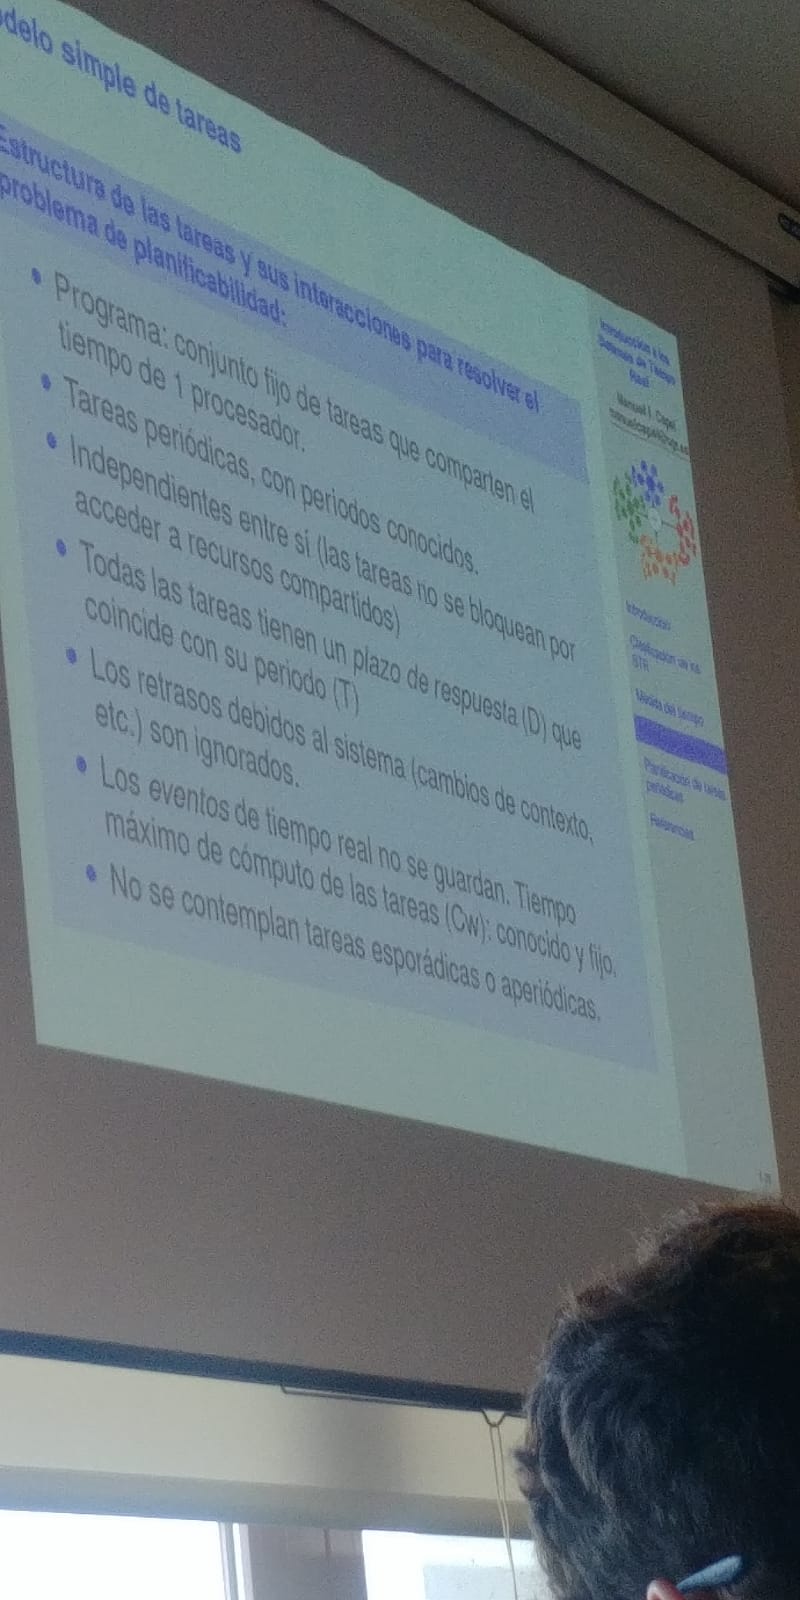 delo simple de tareas
Estructura de las tareas y sus interacciones para resolver el
problema de planificabilidad:
• Programa: conjunto fijo de tareas que comparten el
tiempo de 1 procesador.
• Tareas periódicas, con periodos conocidos.
• Independientes entre sí (las tareas no se bloquean por
acceder a recursos compartidos)
• Todas las tareas tienen un plazo de respuesta (D) que
coincide con su periodo (T)
• Los retrasos debidos al sistema (cambios de contexto,
etc.) son ignorados.
• Los eventos de tiempo real no se guardan. Tiempo
máximo de cómputo de las tareas (Cw): conocido y fijo.
• No se contemplan tareas esporádicas o aperiódicas.
Introducción a los
Sistemas de Tiempo
Real
Manuel I. Capel
Introducción
Clasificación de los
STR
Medida del tiempo
Planificación de tareas
periódicas
Referencias